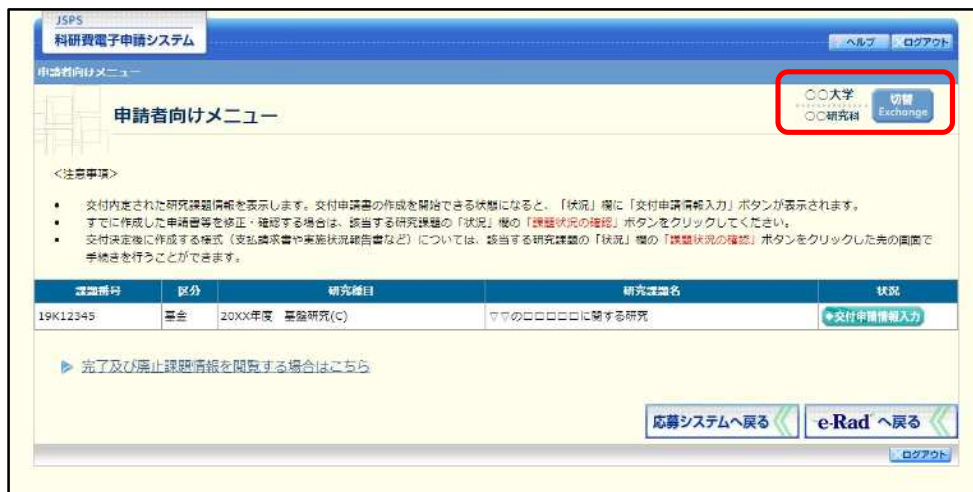 JSPS
科研費電子申請システム
ヘルプ
ログアウト
申請者向けメニュー
申請者向けメニュー
○○大学
○○研究科
切替
Exchange
<注意事項>
• 交付内定された研究課題情報を表示します。交付申請書の作成を開始できる状態になると、「状況」欄に「交付申請情報入力」ボタンが表示されます。
• すでに作成した申請書等を修正・確認する場合は、該当する研究課題の「状況」欄の「課題状況の確認」ボタンをクリックしてください。
• 交付決定後に作成する様式（支払請求書や実施状況報告書など）については、該当する研究課題の「状況」欄の「課題状況の確認」ボタンをクリックした先の画面で
手続きを行うことができます。
課題番号 区分 研究種目 研究課題名 状況
19K12345 基金 20XX年度 基盤研究(C) ▽▽の□□□□□に関する研究 交付申請情報入力
完了及び廃止課題情報を閲覧する場合はこちら
応募システムへ戻る
e-Rad へ戻る
ログアウト